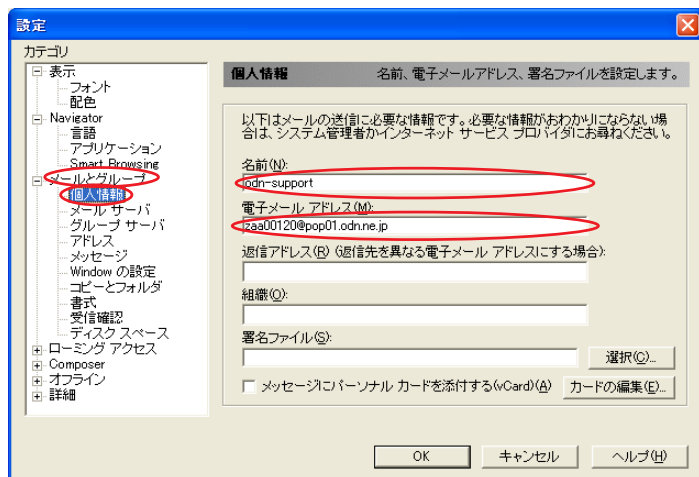 設定
カテゴリ
表示
フォント
配色
Navigator
言語
アプリケーション
Smart Browsing
メールとグループ
個人情報
メール サーバ
グループ サーバ
アドレス
メッセージ
Window の設定
コピーとフォルダ
書式
受信確認
ディスク スペース
ローミング アクセス
Composer
オフライン
詳細
個人情報 名前、電子メールアドレス、署名ファイルを設定します。
以下はメールの送信に必要な情報です。必要な情報がおわかりにならない場
合は、システム管理者かインターネット サービス プロバイダにお尋ねください。
名前(N):
odn-support
電子メール アドレス(M):
zaa00120@pop01.odn.ne.jp
返信アドレス(R) (返信先を異なる電子メール アドレスにする場合):
組織(O):
署名ファイル(S):
選択(C)...
メッセージにパーソナル カードを添付する(vCard)(A) カードの編集(E)...
OK キャンセル ヘルプ(H)